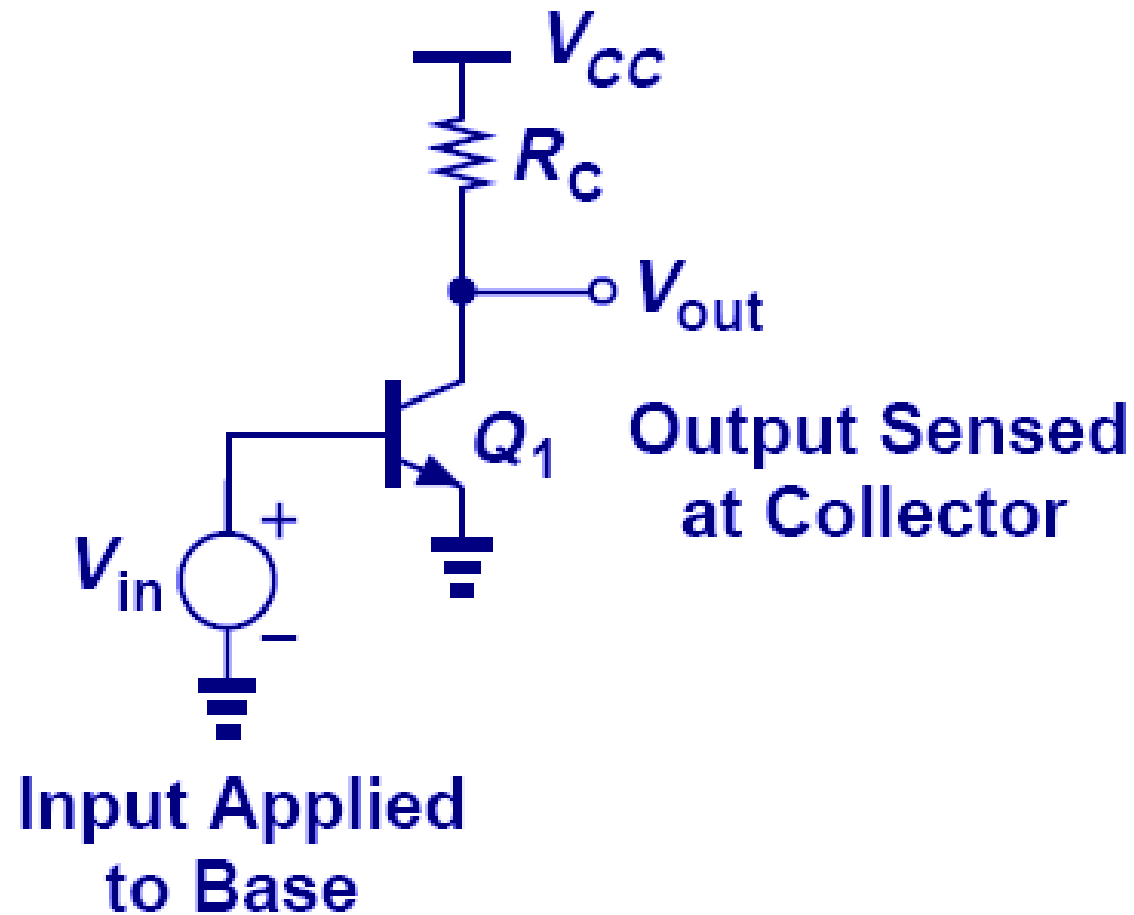 VCC
RC
Vout
Q1
Output Sensed
at Collector
+
Vin
−
Input Applied
to Base